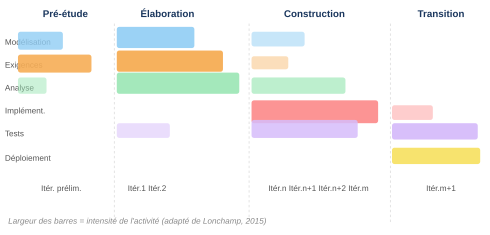 Pré-étude Élaboration Construction Transition
Modélisation
Exigences
Analyse
Implément.
Tests
Déploiement
Itér. prélim. Itér.1 Itér.2 Itér.n Itér.n+1 Itér.n+2 Itér.m Itér.m+1
Largeur des barres = intensité de l'activité (adapté de Lonchamp, 2015)